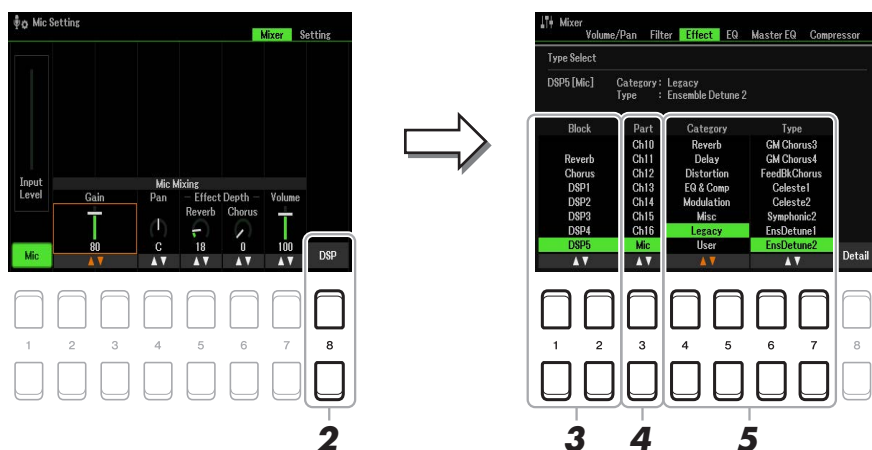 Mic Setting
Mixer Setting
Input Level
Mic Mixing
Gain Pan Effect Depth Volume
Reverb Chorus
80 C 18 0 100
Mic DSP
1 2 3 4 5 6 7 8
2
Mixer
Volume/Pan Filter Effect EQ Master EQ Compressor
Type Select
DSP5 [Mic] Category : Legacy
Type : Ensemble Detune 2
Block Part Category Type
Ch10 Reverb GM Chorus3
Reverb Ch11 Delay GM Chorus4
Chorus Ch12 Distortion FeedBkChorus
DSP1 Ch13 EQ & Comp Celeste1
DSP2 Ch14 Modulation Celeste2
DSP3 Ch15 Misc Symphonic2
DSP4 Ch16 Legacy EnsDetune1
DSP5 Mic User EnsDetune2
Detail
1 2 3 4 5 6 7 8
3 4 5